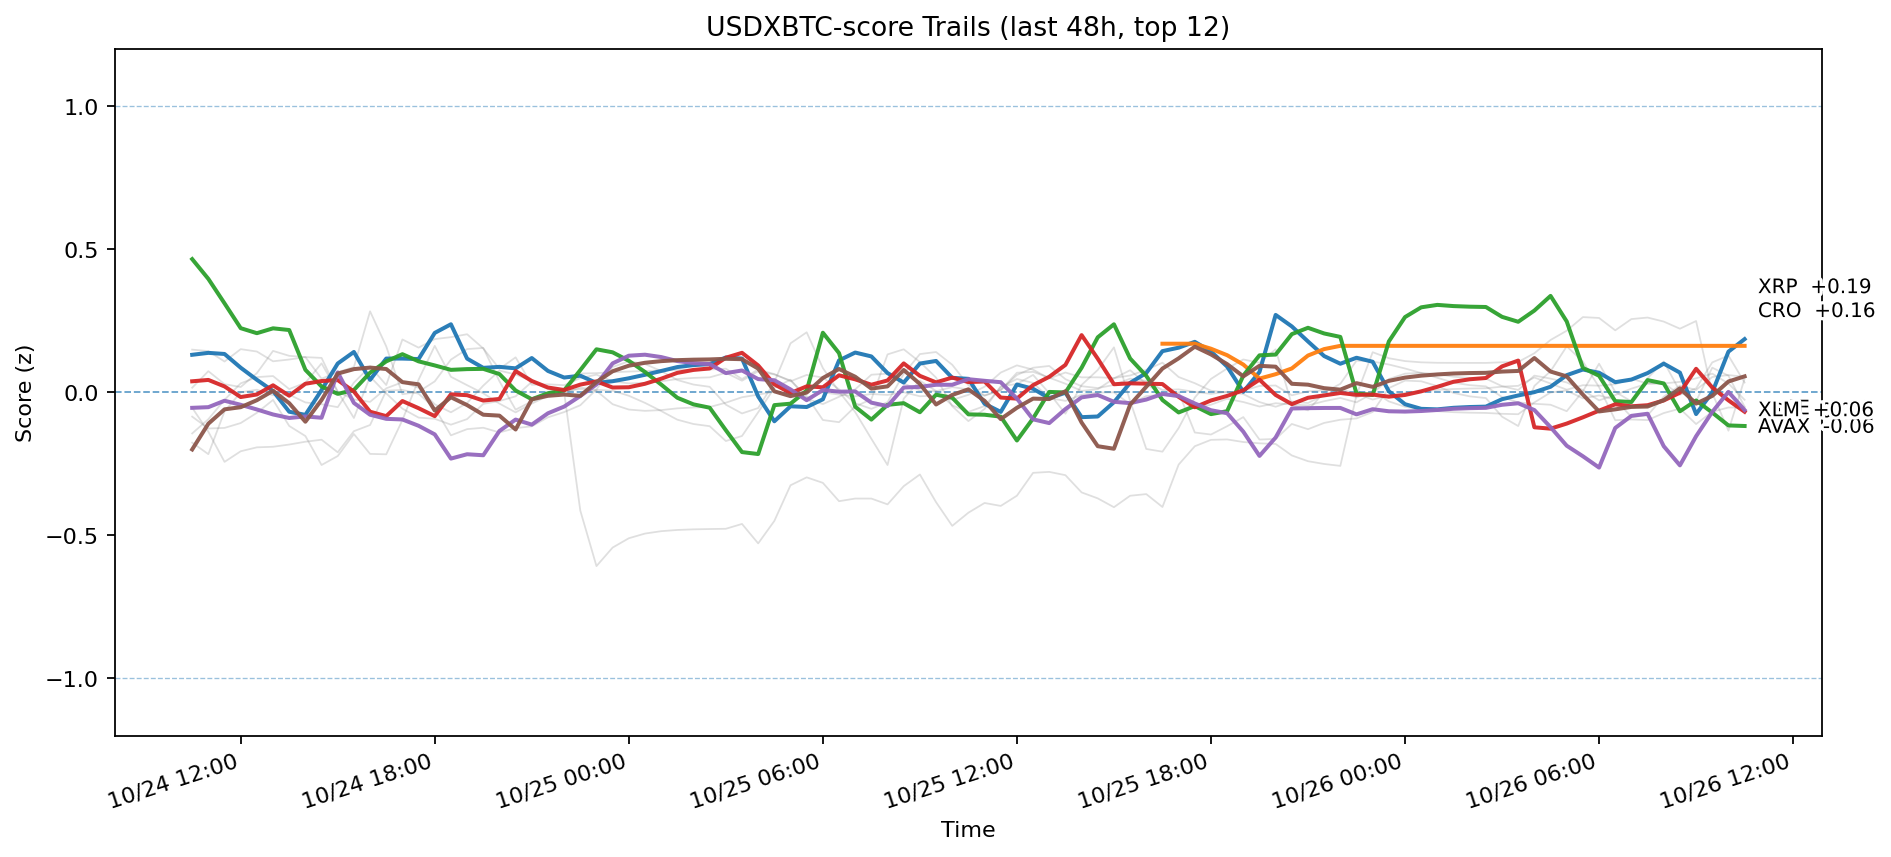 USDXBTC-score Trails (last 48h, top 12)
Score (z)
1.0
0.5
0.0
−0.5
−1.0
XRP +0.19
CRO +0.16
AVAX -0.06
10/24 12:00
10/24 18:00
10/25 00:00
10/25 06:00
10/25 12:00
10/25 18:00
10/26 00:00
10/26 06:00
10/26 12:00
Time